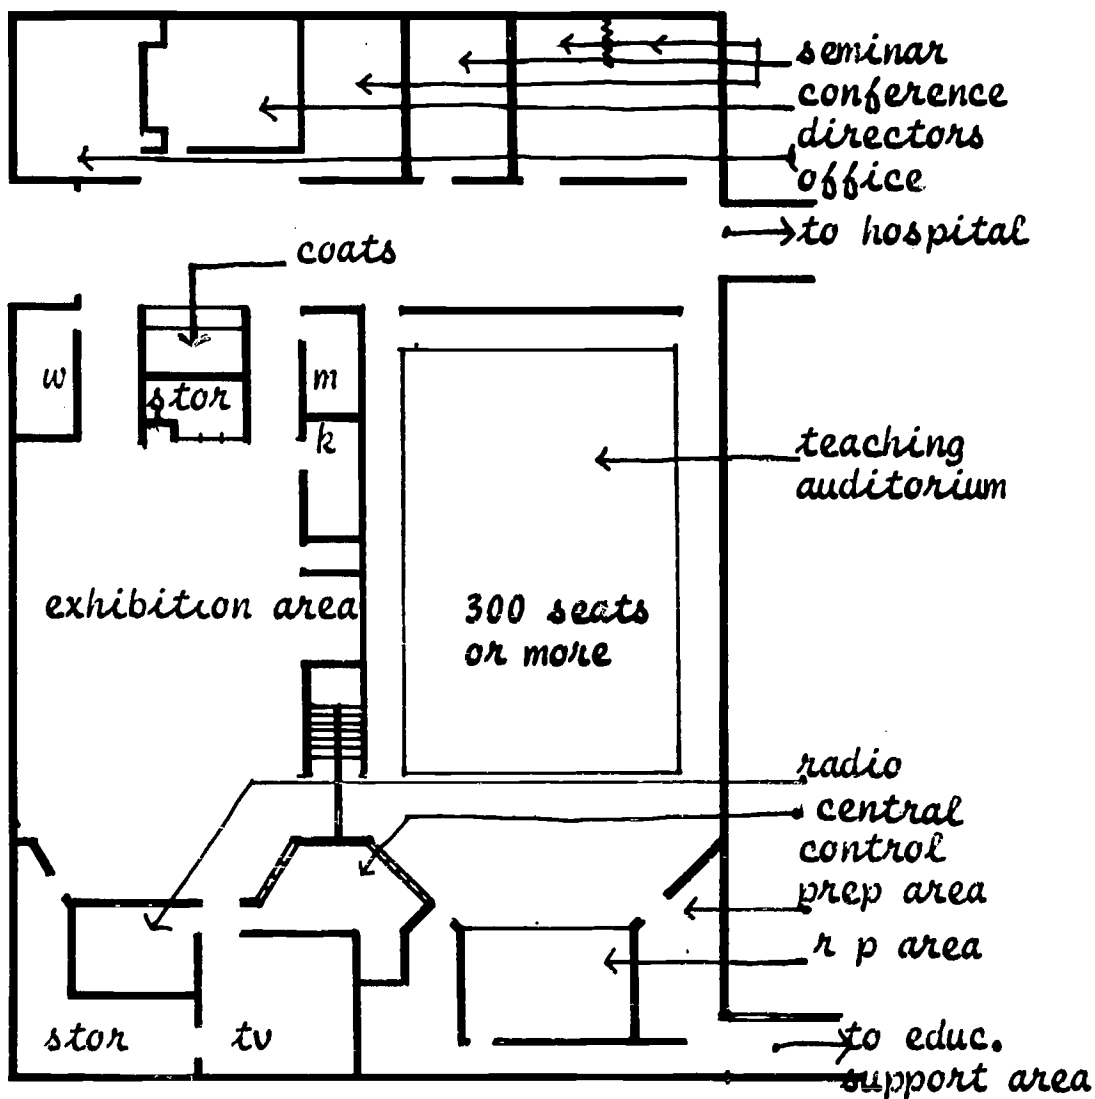 seminar
conference
directors
office
to hospital
coats
w
m
stor
k
teaching
auditorium
exhibition area
300 seats
or more
radio
central
control
prep area
r p area
stor
tv
to educ.
support area